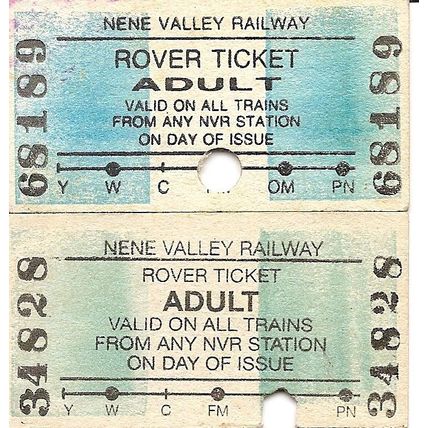 NENE VALLEY RAILWAY
ROVER TICKET
ADULT
VALID ON ALL TRAINS
FROM ANY NVR STATION
ON DAY OF ISSUE
Y W C OM PN
68189
68189
NENE VALLEY RAILWAY
ROVER TICKET
ADULT
VALID ON ALL TRAINS
FROM ANY NVR STATION
ON DAY OF ISSUE
Y W C FM PN
34828
34828